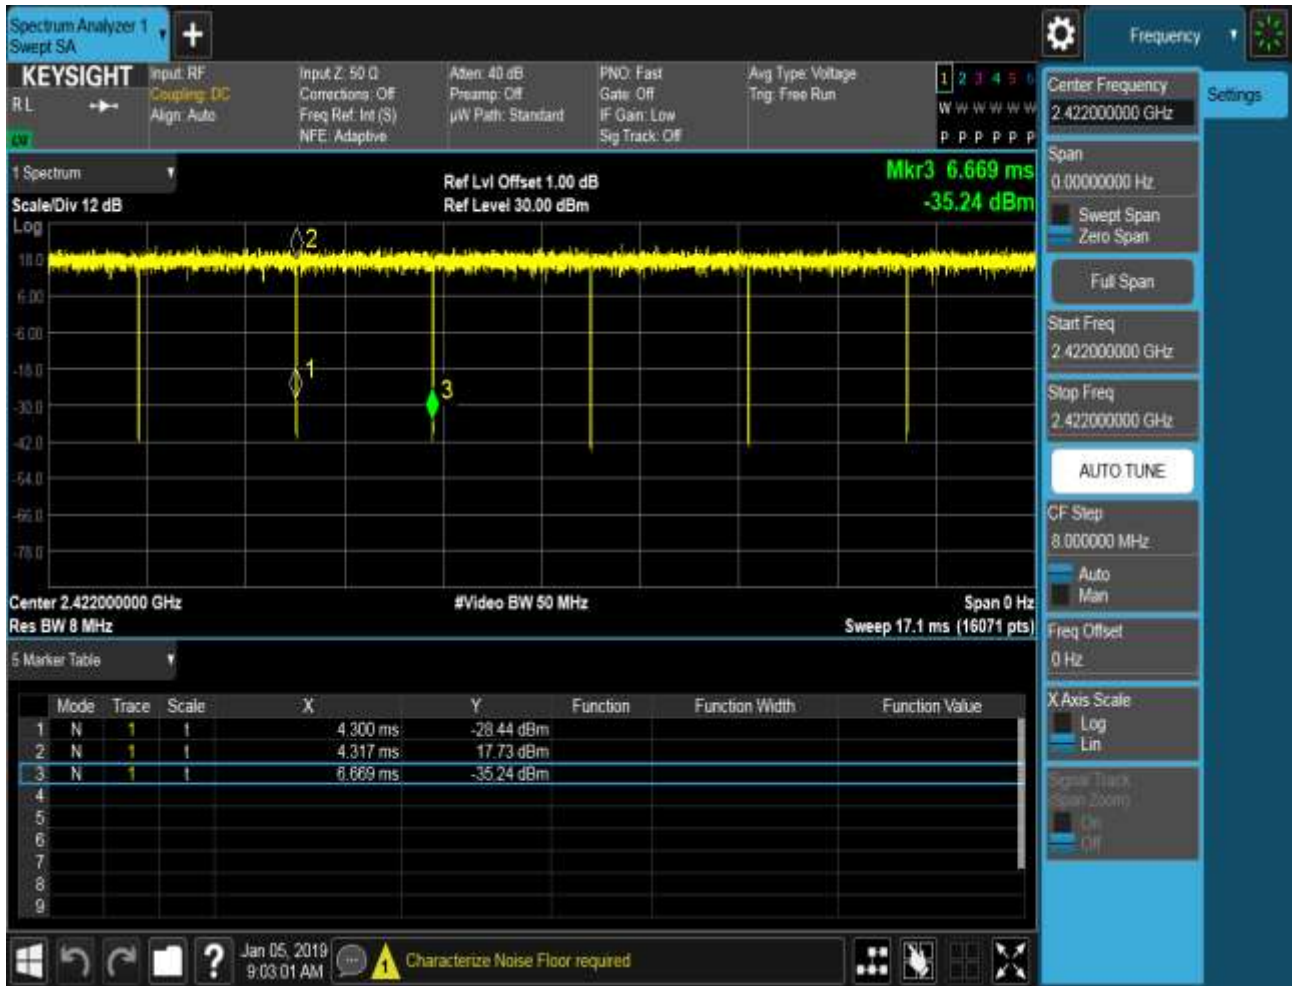 Spectrum Analyzer 1
Swept SA
+
Frequency
KEYSIGHT
RL
Input: RF
Coupling: DC
Align: Auto
Input Z: 50 Ω
Corrections: Off
Freq Ref: Int (S)
NFE: Adaptive
Atten: 40 dB
Preamp: Off
µW Path: Standard
PNO: Fast
Gate: Off
IF Gain: Low
Sig Track: Off
Avg Type: Voltage
Trig: Free Run
1 2 3 4 5 6
W W W W W W
P P P P P P
1 Spectrum
Scale/Div 12 dB
Ref Lvl Offset 1.00 dB
Ref Level 30.00 dBm
Mkr3 6.669 ms
-35.24 dBm
Log
18.0
6.00
-6.00
-18.0
-30.0
-42.0
-54.0
-66.0
-78.0
2
1
3
Center 2.422000000 GHz
Res BW 8 MHz
#Video BW 50 MHz
Span 0 Hz
Sweep 17.1 ms (16071 pts)
5 Marker Table
Mode Trace Scale X Y Function Function Width Function Value
1 N 1 t 4.300 ms -28.44 dBm
2 N 1 t 4.317 ms 17.73 dBm
3 N 1 t 6.669 ms -35.24 dBm
4
5
6
7
8
9
Center Frequency
2.422000000 GHz
Settings
Span
0.00000000 Hz
Swept Span
Zero Span
Full Span
Start Freq
2.422000000 GHz
Stop Freq
2.422000000 GHz
AUTO TUNE
CF Step
8.000000 MHz
Auto
Man
Freq Offset
0 Hz
X Axis Scale
Log
Lin
Signal Track
(Span Zoom)
On
Off
?
Jan 05, 2019
9:03:01 AM
1
Characterize Noise Floor required